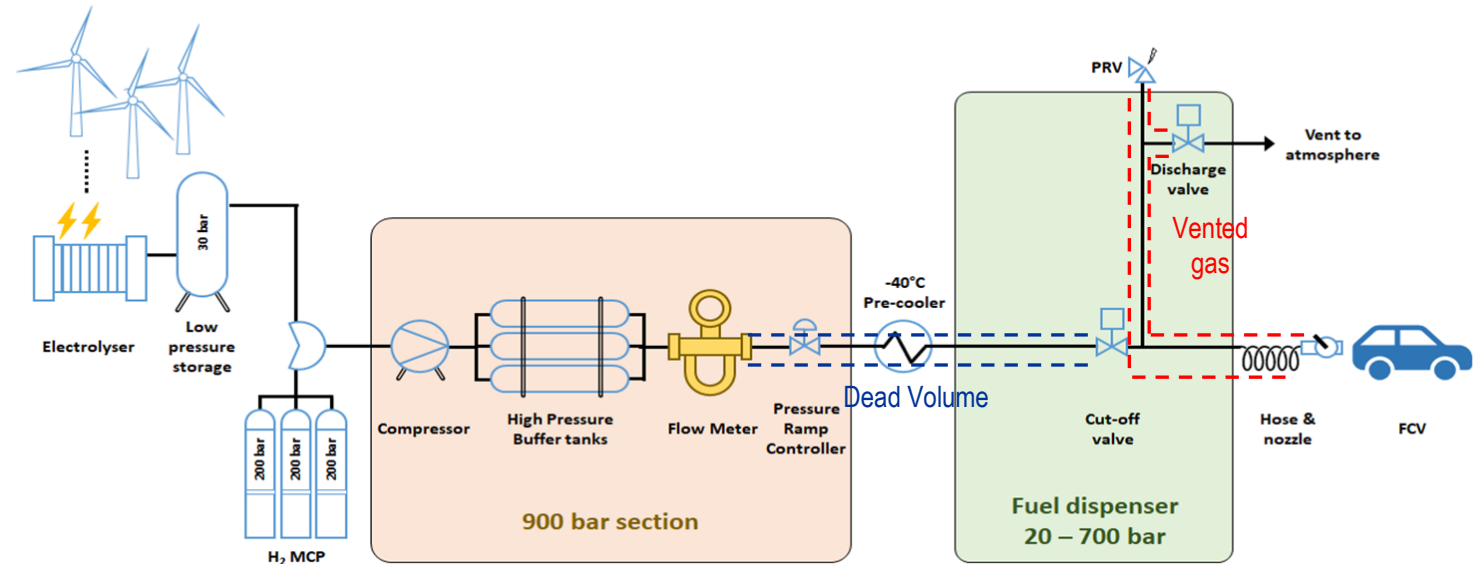 PRV
Vent to
atmosphere
Discharge
valve
Vented
gas
30 bar
-40°C
Pre-cooler
Electrolyser
Low
pressure
storage
Dead Volume
Compressor
High Pressure
Buffer tanks
Flow Meter
Pressure
Ramp
Controller
Cut-off
valve
Hose &
nozzle
FCV
200 bar
200 bar
200 bar
900 bar section
Fuel dispenser
20 – 700 bar
H₂ MCP